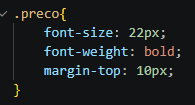 .preco{
    font-size: 22px;
    font-weight: bold;
    margin-top: 10px;
}